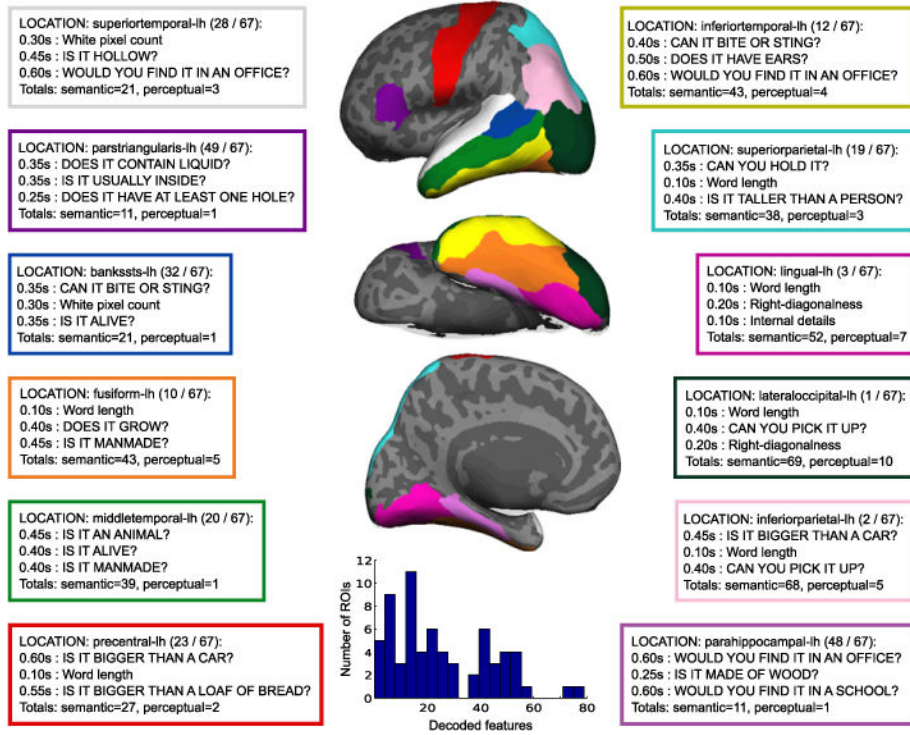 LOCATION: superiortemporal-lh (28 / 67):
0.30s : White pixel count
0.45s : IS IT HOLLOW?
0.60s : WOULD YOU FIND IT IN AN OFFICE?
Totals: semantic=21, perceptual=3
LOCATION: parstriangularis-lh (49 / 67):
0.35s : DOES IT CONTAIN LIQUID?
0.35s : IS IT USUALLY INSIDE?
0.25s : DOES IT HAVE AT LEAST ONE HOLE?
Totals: semantic=11, perceptual=1
LOCATION: bankssts-lh (32 / 67):
0.35s : CAN IT BITE OR STING?
0.30s : White pixel count
0.35s : IS IT ALIVE?
Totals: semantic=21, perceptual=1
LOCATION: fusiform-lh (10 / 67):
0.10s : Word length
0.40s : DOES IT GROW?
0.45s : IS IT MANMADE?
Totals: semantic=43, perceptual=5
LOCATION: middletemporal-lh (20 / 67):
0.45s : IS IT AN ANIMAL?
0.40s : IS IT ALIVE?
0.40s : IS IT MANMADE?
Totals: semantic=39, perceptual=1
LOCATION: precentral-lh (23 / 67):
0.60s : IS IT BIGGER THAN A CAR?
0.10s : Word length
0.55s : IS IT BIGGER THAN A LOAF OF BREAD?
Totals: semantic=27, perceptual=2
Number of ROIs
12
10
8
6
4
2
0
0
20
40
60
80
Decoded features
LOCATION: inferiortemporal-lh (12 / 67):
0.40s : CAN IT BITE OR STING?
0.50s : DOES IT HAVE EARS?
0.60s : WOULD YOU FIND IT IN AN OFFICE?
Totals: semantic=43, perceptual=4
LOCATION: superiorparietal-lh (19 / 67):
0.35s : CAN YOU HOLD IT?
0.10s : Word length
0.40s : IS IT TALLER THAN A PERSON?
Totals: semantic=38, perceptual=3
LOCATION: lingual-lh (3 / 67):
0.10s : Word length
0.20s : Right-diagonalness
0.10s : Internal details
Totals: semantic=52, perceptual=7
LOCATION: lateraloccipital-lh (1 / 67):
0.10s : Word length
0.40s : CAN YOU PICK IT UP?
0.20s : Right-diagonalness
Totals: semantic=69, perceptual=10
LOCATION: inferiorparietal-lh (2 / 67):
0.45s : IS IT BIGGER THAN A CAR?
0.10s : Word length
0.40s : CAN YOU PICK IT UP?
Totals: semantic=68, perceptual=5
LOCATION: parahippocampal-lh (48 / 67):
0.60s : WOULD YOU FIND IT IN AN OFFICE?
0.25s : IS IT MADE OF WOOD?
0.60s : WOULD YOU FIND IT IN A SCHOOL?
Totals: semantic=11, perceptual=1